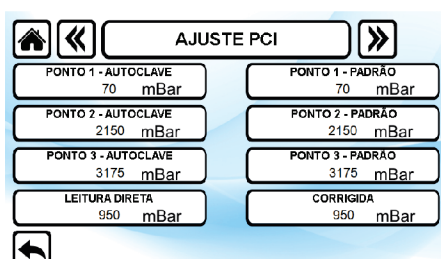 AJUSTE PCI
PONTO 1 - AUTOCLAVE
70 mBar
PONTO 1 - PADRÃO
70 mBar
PONTO 2 - AUTOCLAVE
2150 mBar
PONTO 2 - PADRÃO
2150 mBar
PONTO 3 - AUTOCLAVE
3175 mBar
PONTO 3 - PADRÃO
3175 mBar
LEITURA DIRETA
950 mBar
CORRIGIDA
950 mBar